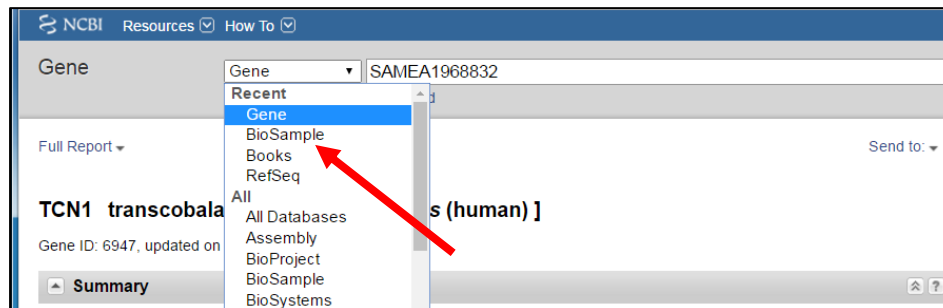 NCBI Resources How To
Gene Gene SAMEA1968832
Recent
Gene
BioSample
Books
RefSeq
All
All Databases
Assembly
BioProject
BioSample
BioSystems
Full Report Send to:
TCN1 transcobala s (human) ]
Gene ID: 6947, updated on
Summary ?